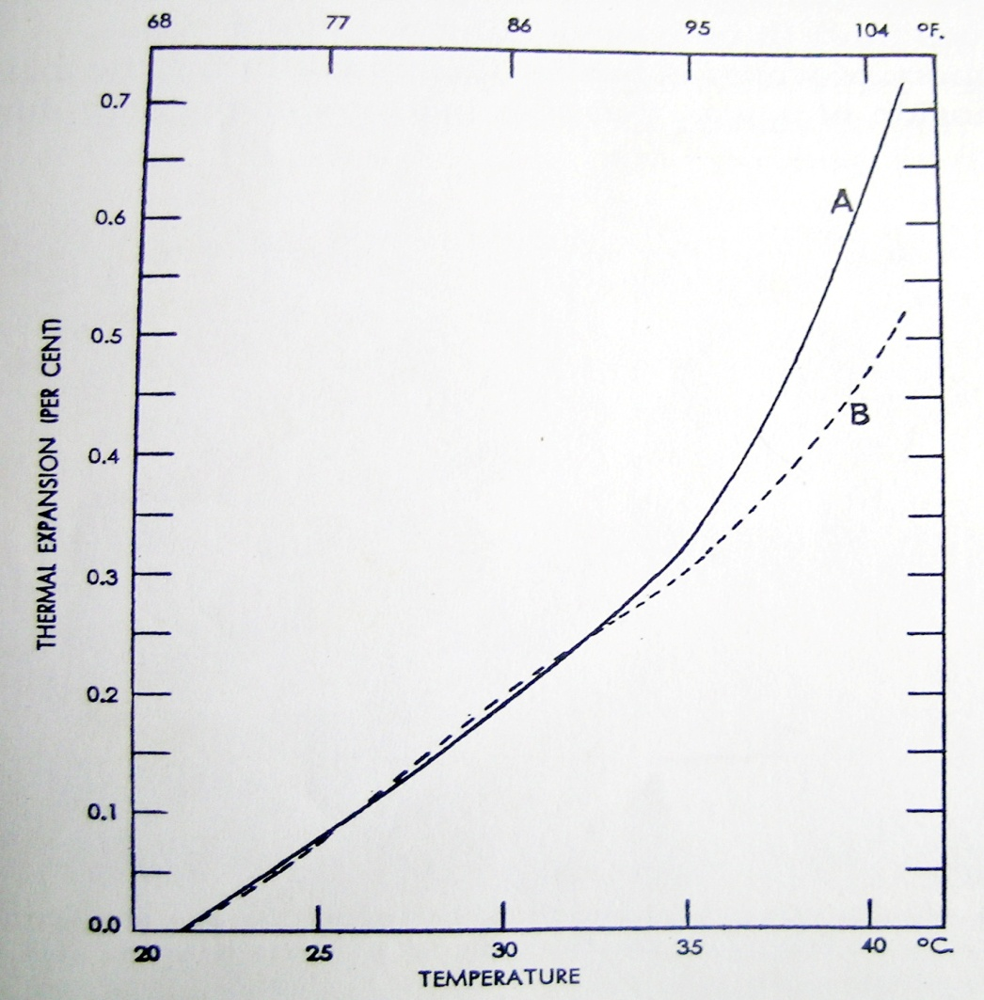 68 77 86 95 104 °F.
0.7
0.6
A
0.5
B
0.4
0.3
0.2
0.1
0.0
THERMAL EXPANSION (PER CENT)
20 25 30 35 40 °C.
TEMPERATURE